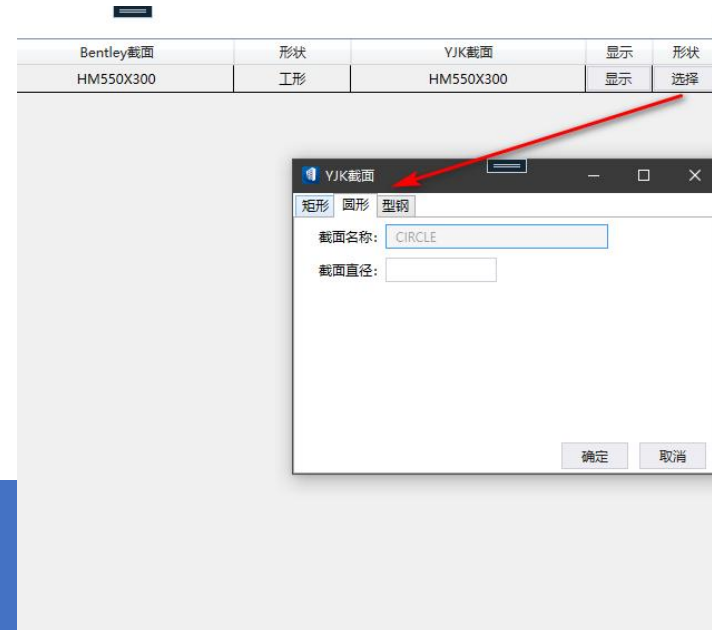 Bentley截面 形状 YJK截面 显示 形状
HM550X300 工形 HM550X300 显示 选择
YJK截面
矩形 圆形 型钢
截面名称: CIRCLE
截面直径:
确定 取消